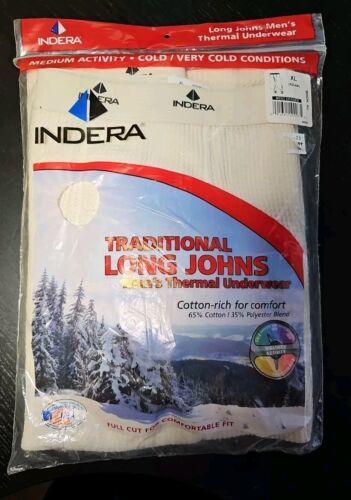 INDERA
Long Johns Men's
Thermal Underwear
MEDIUM ACTIVITY • COLD / VERY COLD CONDITIONS
INDERA
INDERA
XL
INDERA
TRADITIONAL
LONG JOHNS
Men's Thermal Underwear
Cotton-rich for comfort
65% Cotton / 35% Polyester Blend
FULL CUT FOR COMFORTABLE FIT